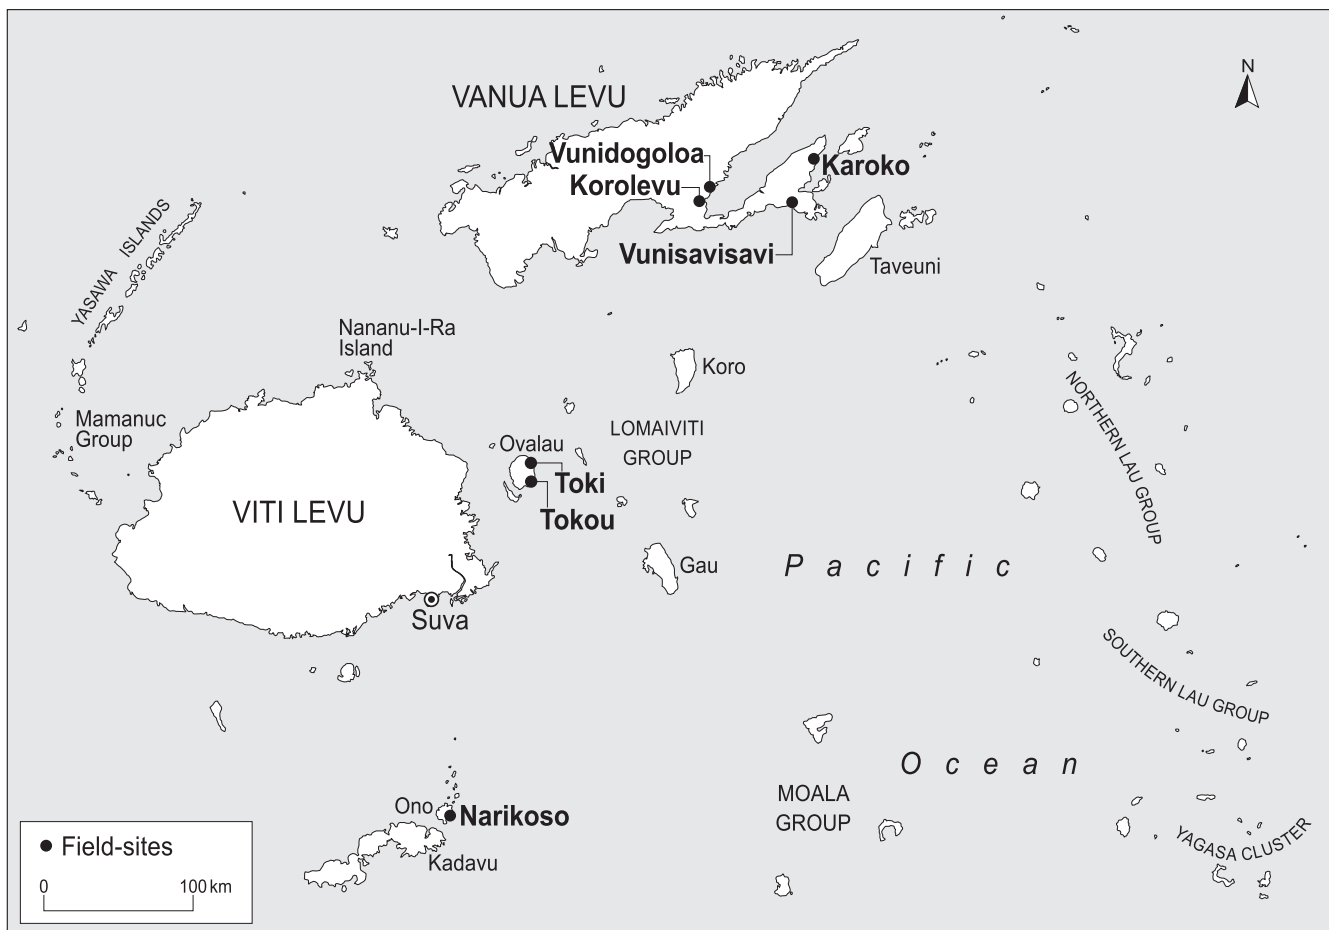 N
VANUA LEVU
Vunidogoloa
Korolevu
Karoko
Vunisavisavi
Taveuni
YASAWA ISLANDS
Nananu-I-Ra
Island
Koro
Mamanuc
Group
NORTHERN LAU GROUP
LOMAIVITI
GROUP
Ovalau
Toki
Tokou
VITI LEVU
Gau
Pacific
Suva
SOUTHERN LAU GROUP
Ocean
MOALA
GROUP
Ono
Narikoso
Kadavu
YAGASA CLUSTER
Field-sites
0
100 km